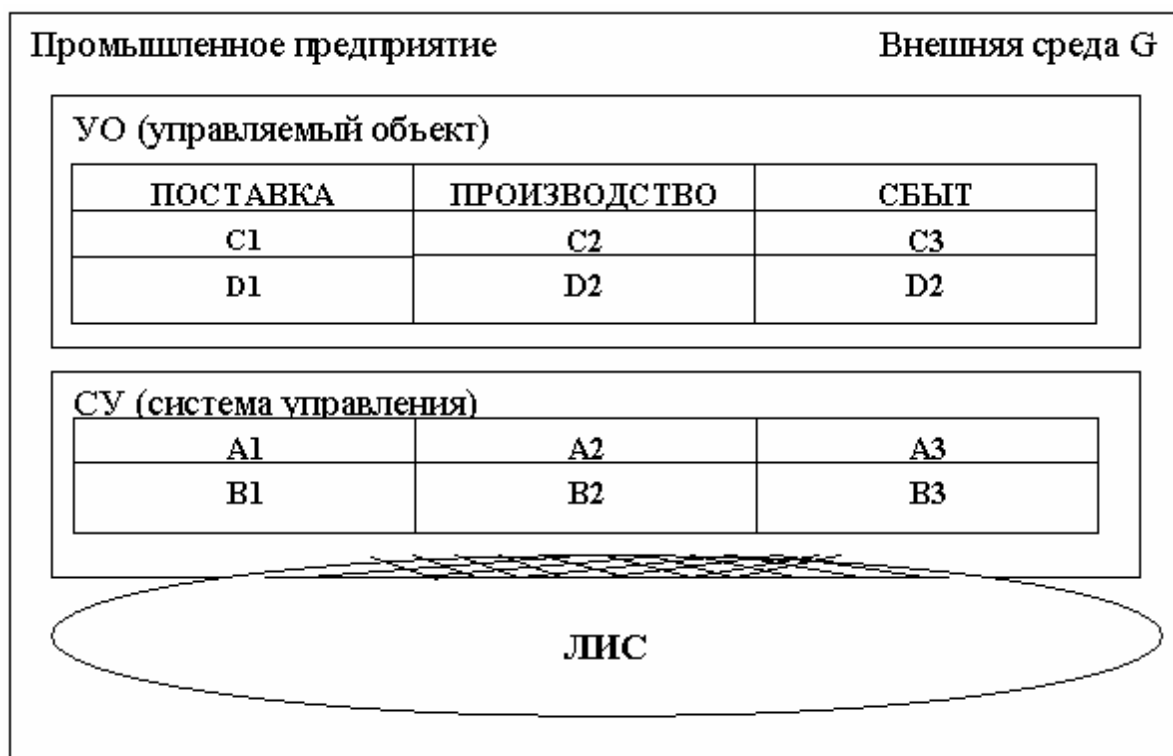 Промышленное предприятие Внешняя среда G
УО (управляемый объект)
ПОСТАВКА ПРОИЗВОДСТВО СБЫТ
C1 C2 C3
D1 D2 D2
СУ (система управления)
A1 A2 A3
B1 B2 B3
ЛИС